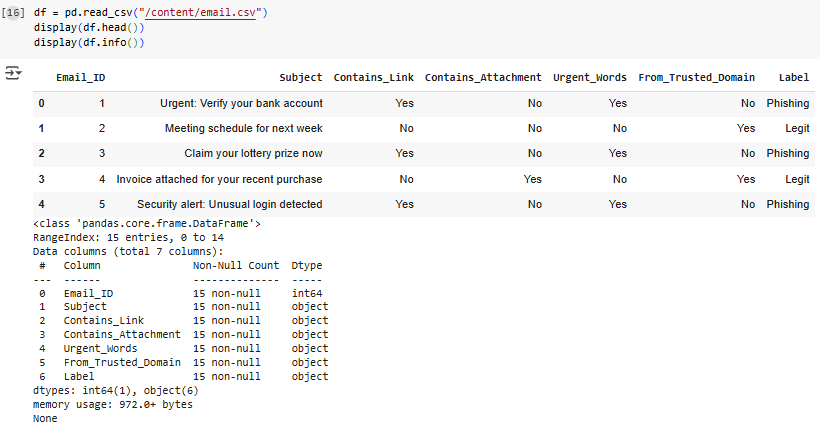 [16] df = pd.read_csv("/content/email.csv")
display(df.head())
display(df.info())
Email_ID Subject Contains_Link Contains_Attachment Urgent_Words From_Trusted_Domain Label
0 1 Urgent: Verify your bank account Yes No Yes No Phishing
1 2 Meeting schedule for next week No No No Yes Legit
2 3 Claim your lottery prize now Yes No Yes No Phishing
3 4 Invoice attached for your recent purchase No Yes No Yes Legit
4 5 Security alert: Unusual login detected Yes No Yes No Phishing
<class 'pandas.core.frame.DataFrame'>
RangeIndex: 15 entries, 0 to 14
Data columns (total 7 columns):
# Column Non-Null Count Dtype
--- ------ -------------- -----
0 Email_ID 15 non-null int64
1 Subject 15 non-null object
2 Contains_Link 15 non-null object
3 Contains_Attachment 15 non-null object
4 Urgent_Words 15 non-null object
5 From_Trusted_Domain 15 non-null object
6 Label 15 non-null object
dtypes: int64(1), object(6)
memory usage: 972.0+ bytes
None